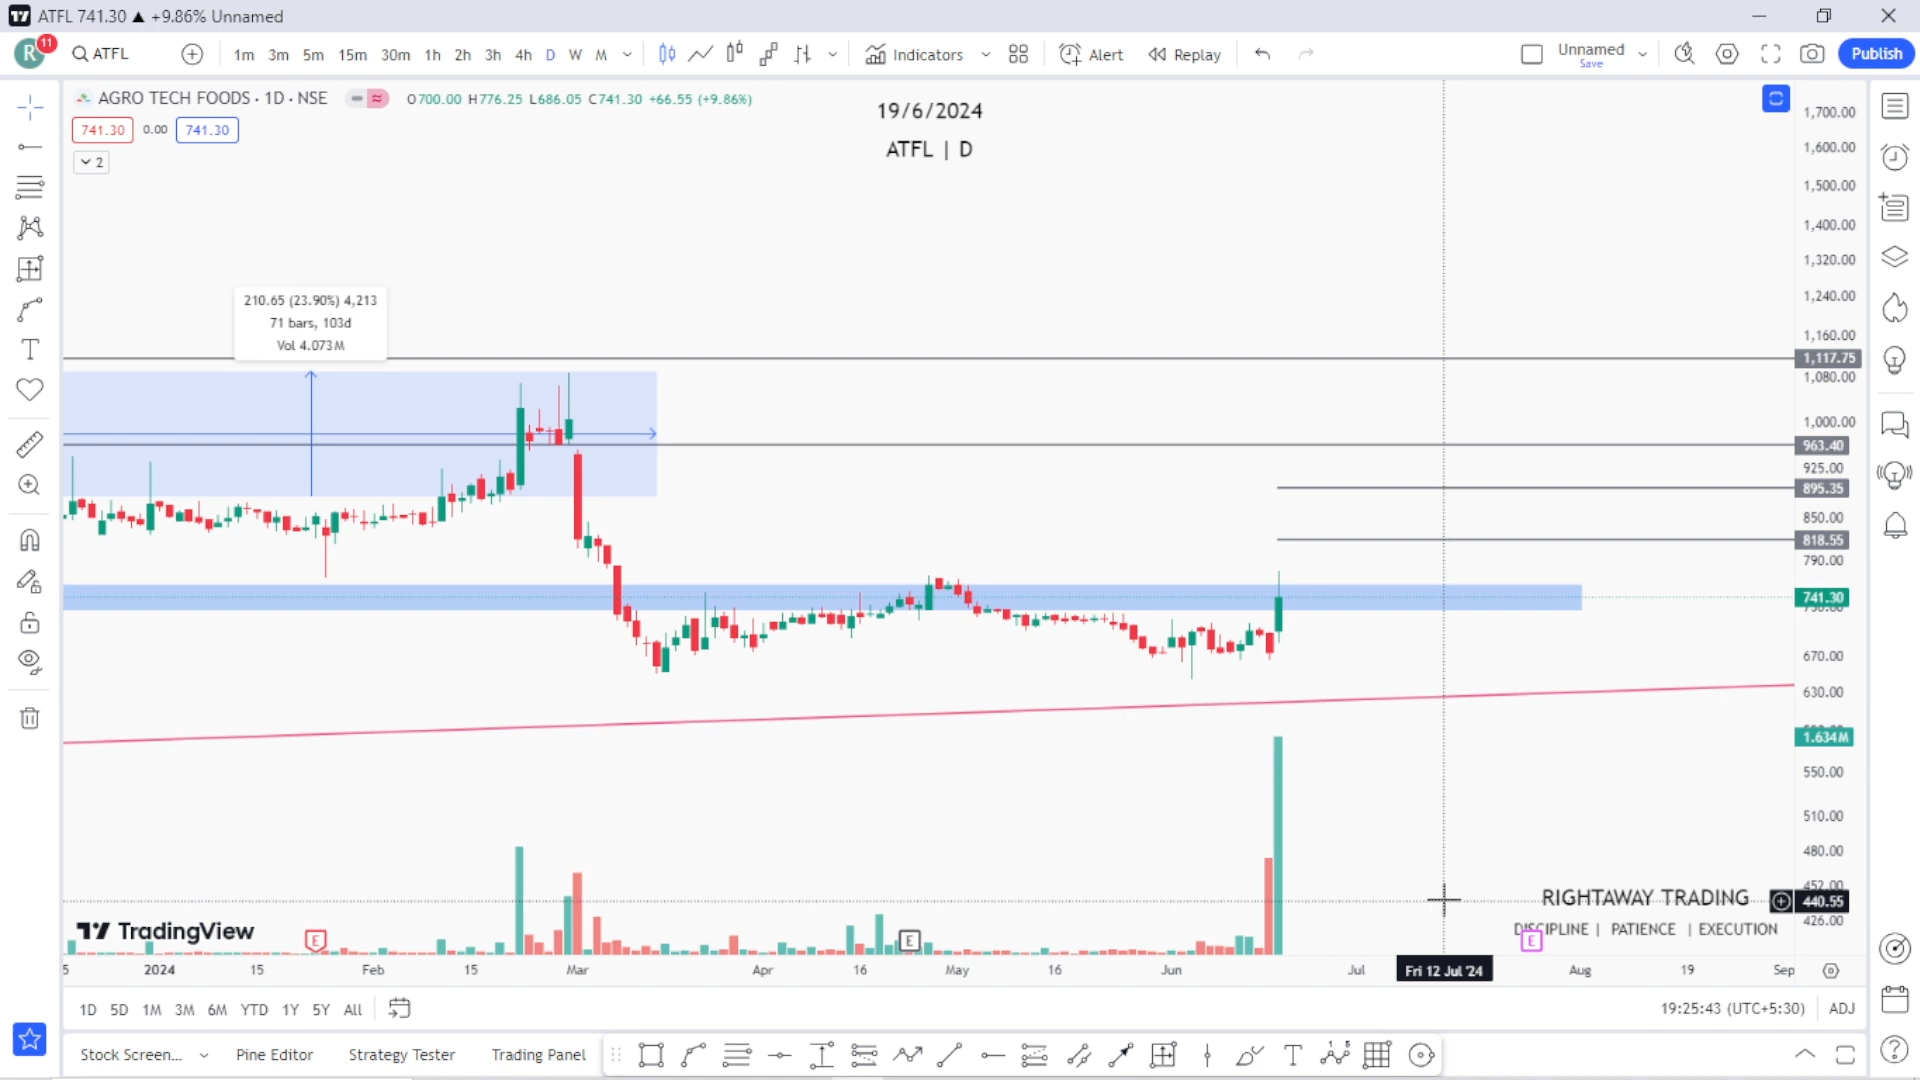 ATFL 741.30 ▲ +9.86% Unnamed
R 11 ATFL 1m 3m 5m 15m 30m 1h 2h 3h 4h D W M Indicators Alert Replay Unnamed Save Publish
AGRO TECH FOODS · 1D · NSE O700.00 H776.25 L686.05 C741.30 +66.55 (+9.86%)
741.30 0.00 741.30
2
19/6/2024
ATFL | D
210.65 (23.90%) 4,213
71 bars, 103d
Vol 4.073M
1,700.00
1,600.00
1,500.00
1,400.00
1,320.00
1,240.00
1,160.00
1,117.75
1,080.00
1,000.00
963.40
925.00
895.35
850.00
818.55
790.00
741.30
670.00
630.00
1.634M
550.00
510.00
480.00
452.00
440.55
426.00
RIGHTAWAY TRADING
DISCIPLINE | PATIENCE | EXECUTION
TradingView
E E E
5 2024 15 Feb 15 Mar Apr 16 May 16 Jun Jul Fri 12 Jul '24 Aug 19 Sep
1D 5D 1M 3M 6M YTD 1Y 5Y All 19:25:43 (UTC+5:30) ADJ
Stock Screen... Pine Editor Strategy Tester Trading Panel